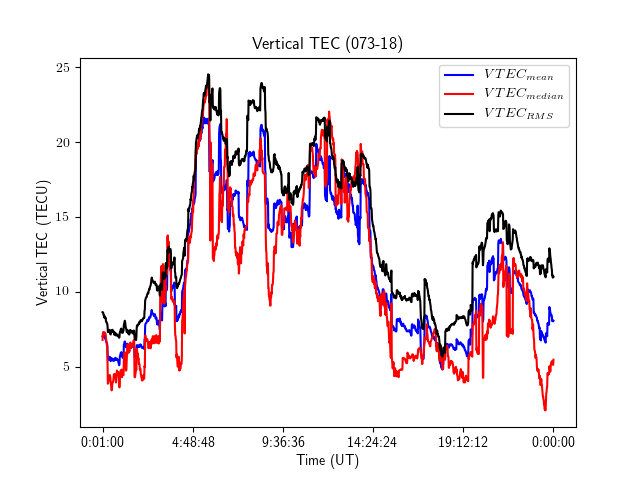 Vertical TEC (073-18)
VTEC_mean
VTEC_median
VTEC_RMS
Vertical TEC (TECU)
25
20
15
10
5
0:01:00 4:48:48 9:36:36 14:24:24 19:12:12 0:00:00
Time (UT)